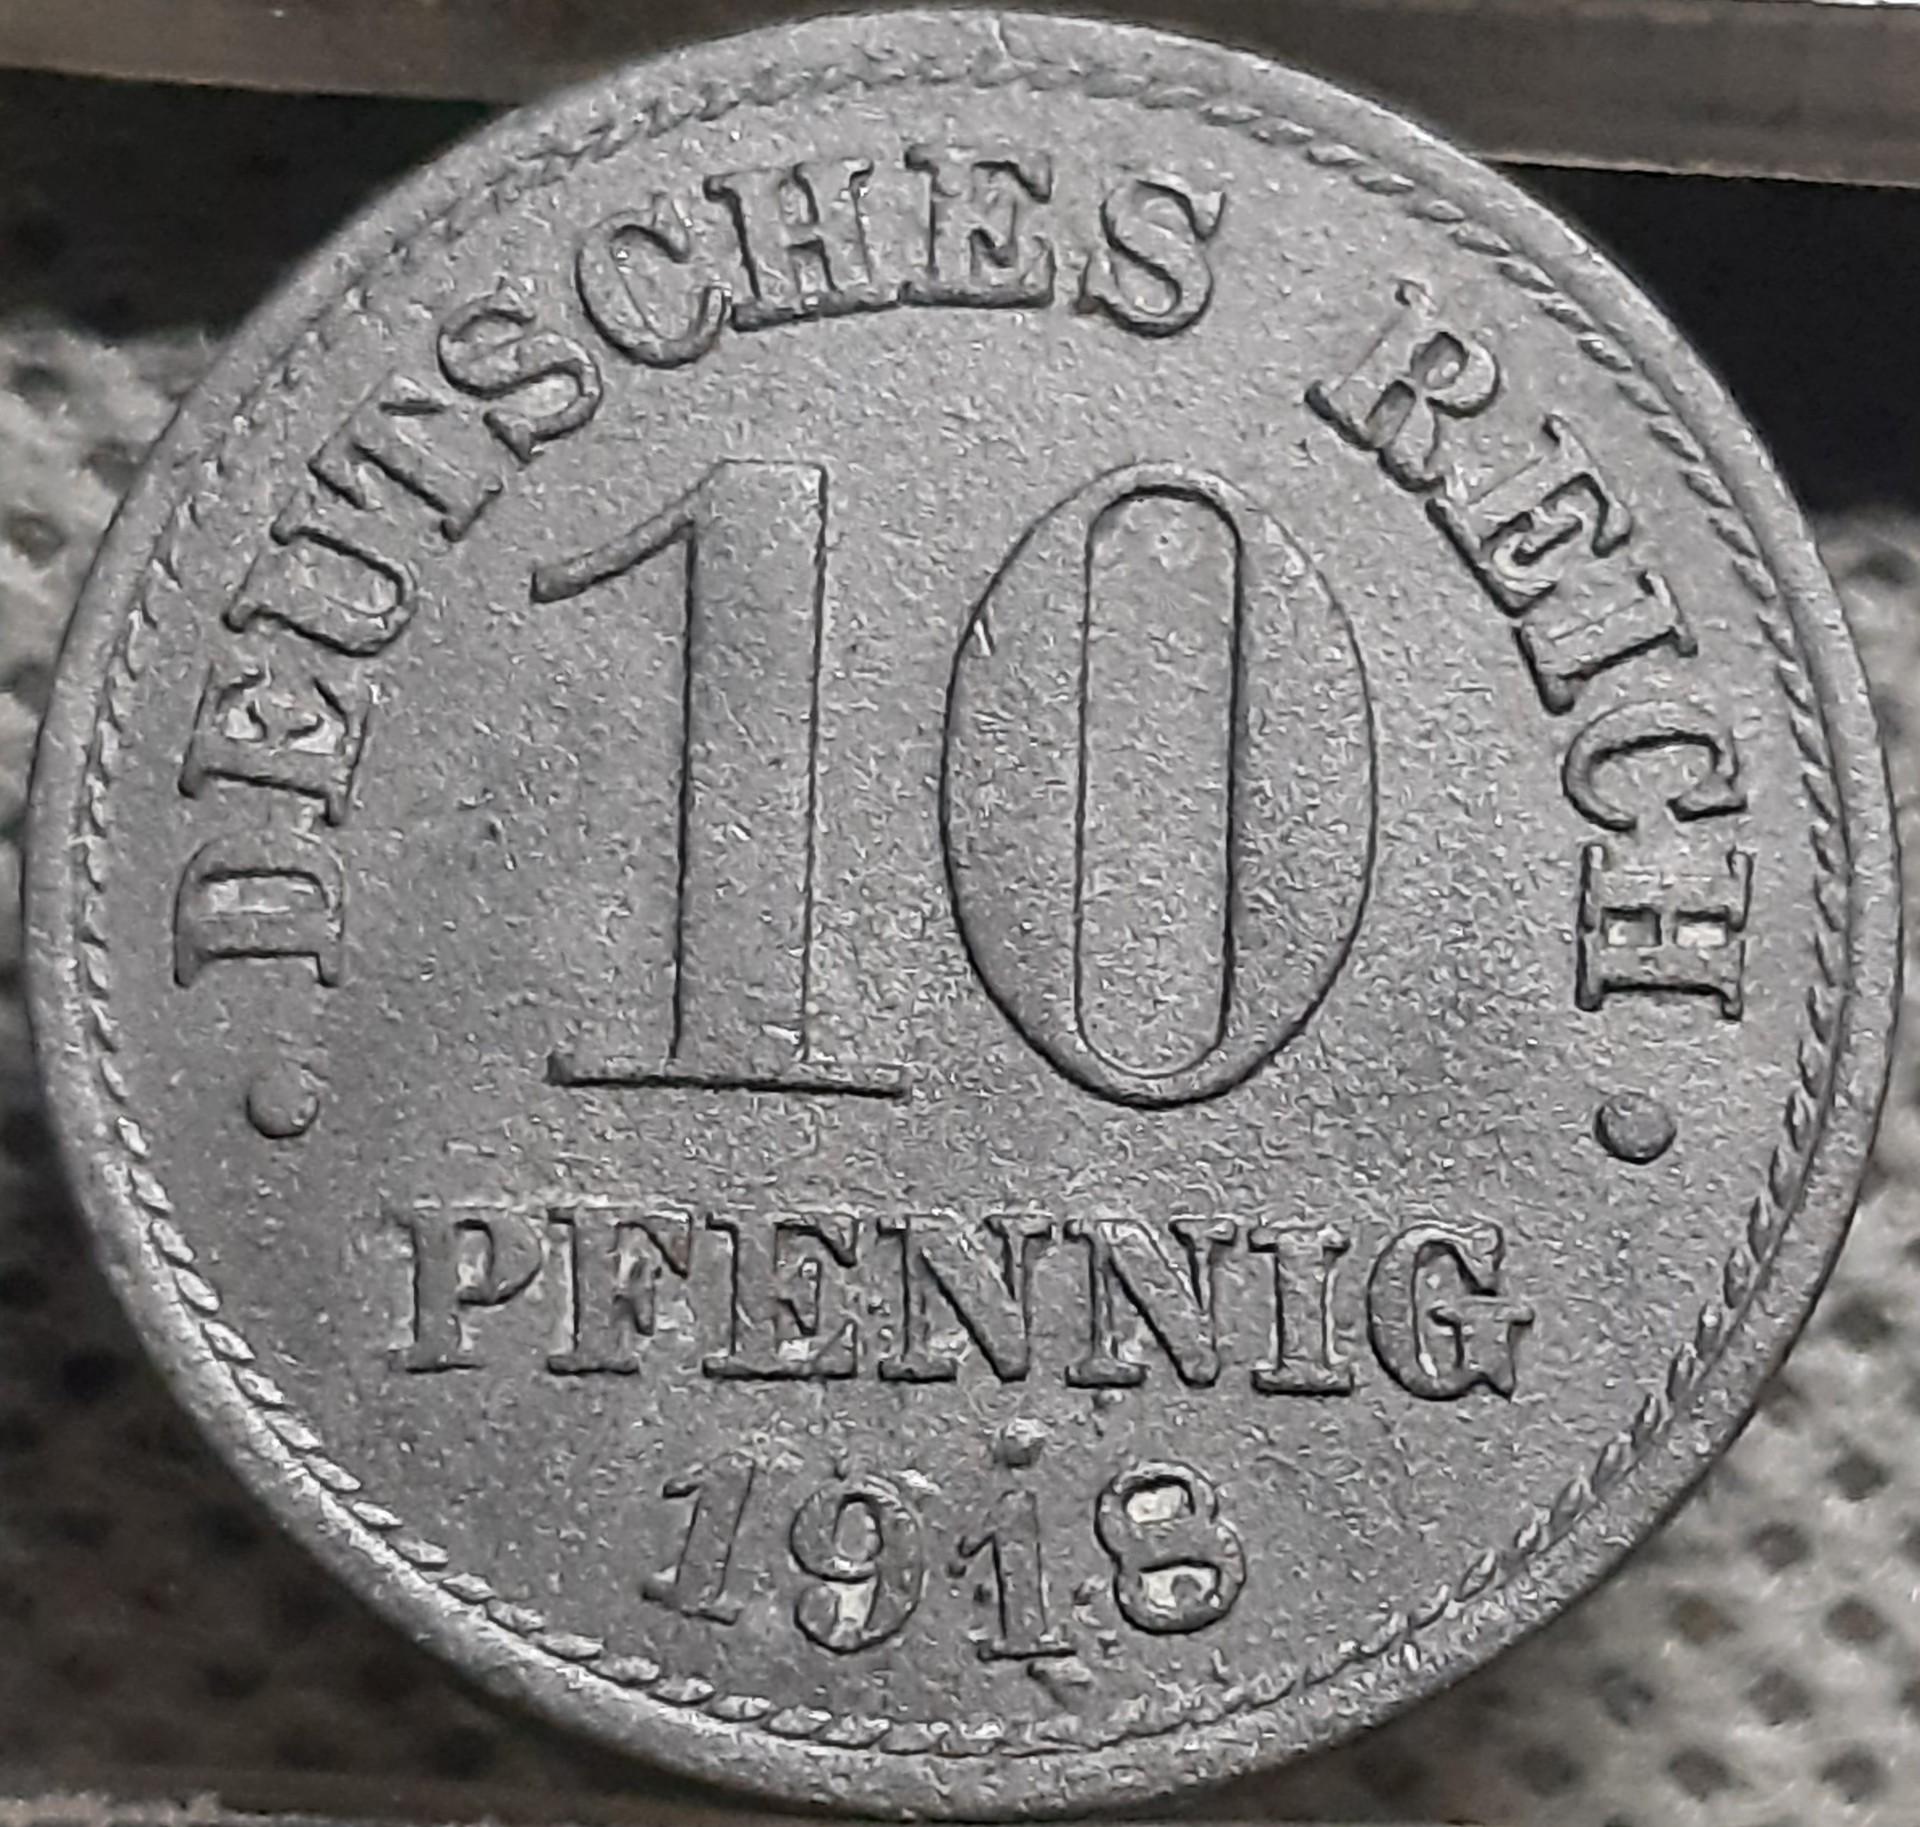 DEUTSCHES REICH
10
PFENNIG
1918